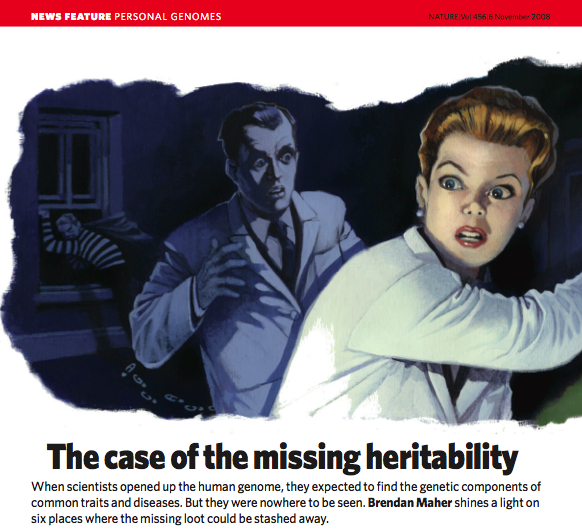 NEWS FEATURE PERSONAL GENOMES
NATURE|Vol 456|6 November 2008
The case of the missing heritability
When scientists opened up the human genome, they expected to find the genetic components of
common traits and diseases. But they were nowhere to be seen. Brendan Maher shines a light on
six places where the missing loot could be stashed away.